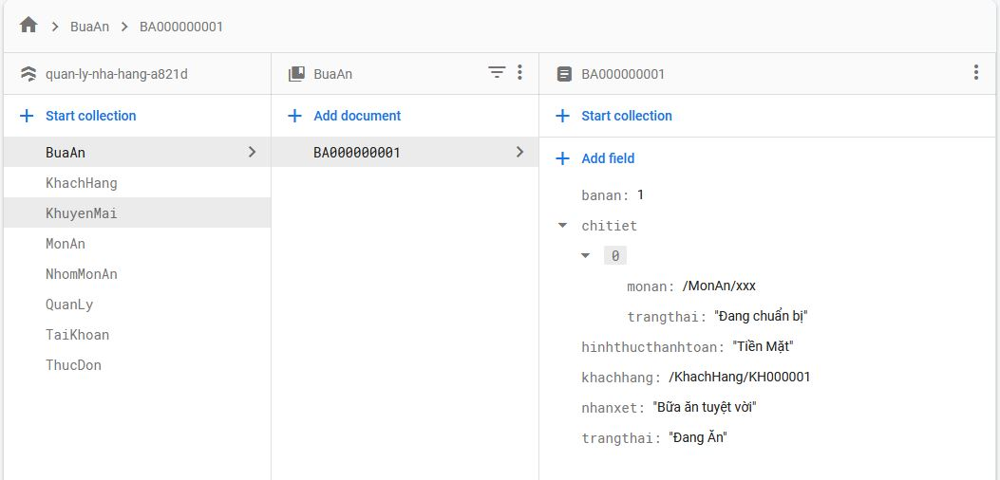 BuaAn BA000000001
quan-ly-nha-hang-a821d
BuaAn
BA000000001
Start collection
Add document
Start collection
BuaAn
KhachHang
KhuyenMai
MonAn
NhomMonAn
QuanLy
TaiKhoan
ThucDon
BA000000001
Add field
banan: 1
chitiet
0
monan: /MonAn/xxx
trangthai: "Đang chuẩn bị"
hinhthucthanhtoan: "Tiền Mặt"
khachhang: /KhachHang/KH000001
nhanxet: "Bữa ăn tuyệt vời"
trangthai: "Đang Ăn"